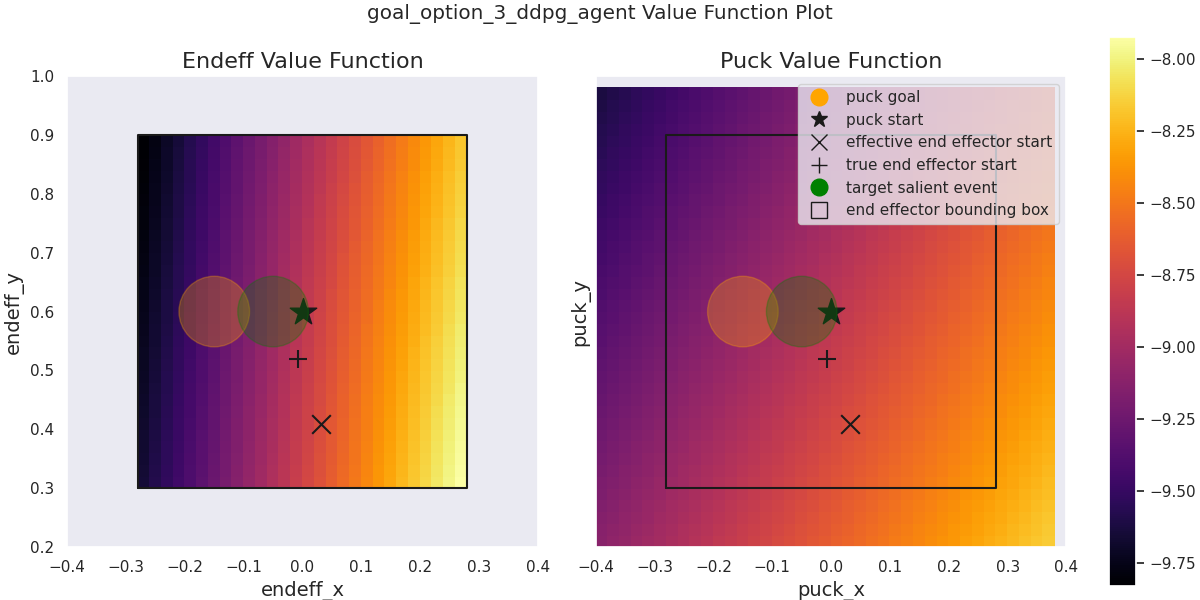 goal_option_3_ddpg_agent Value Function Plot
Endeff Value Function
1.0
0.9
0.8
0.7
0.6
0.5
0.4
0.3
0.2
endeff_y
−0.4 −0.3 −0.2 −0.1 0.0 0.1 0.2 0.3 0.4
endeff_x
Puck Value Function
puck goal
puck start
effective end effector start
true end effector start
target salient event
end effector bounding box
puck_y
−0.4 −0.3 −0.2 −0.1 0.0 0.1 0.2 0.3 0.4
puck_x
−8.00
−8.25
−8.50
−8.75
−9.00
−9.25
−9.50
−9.75